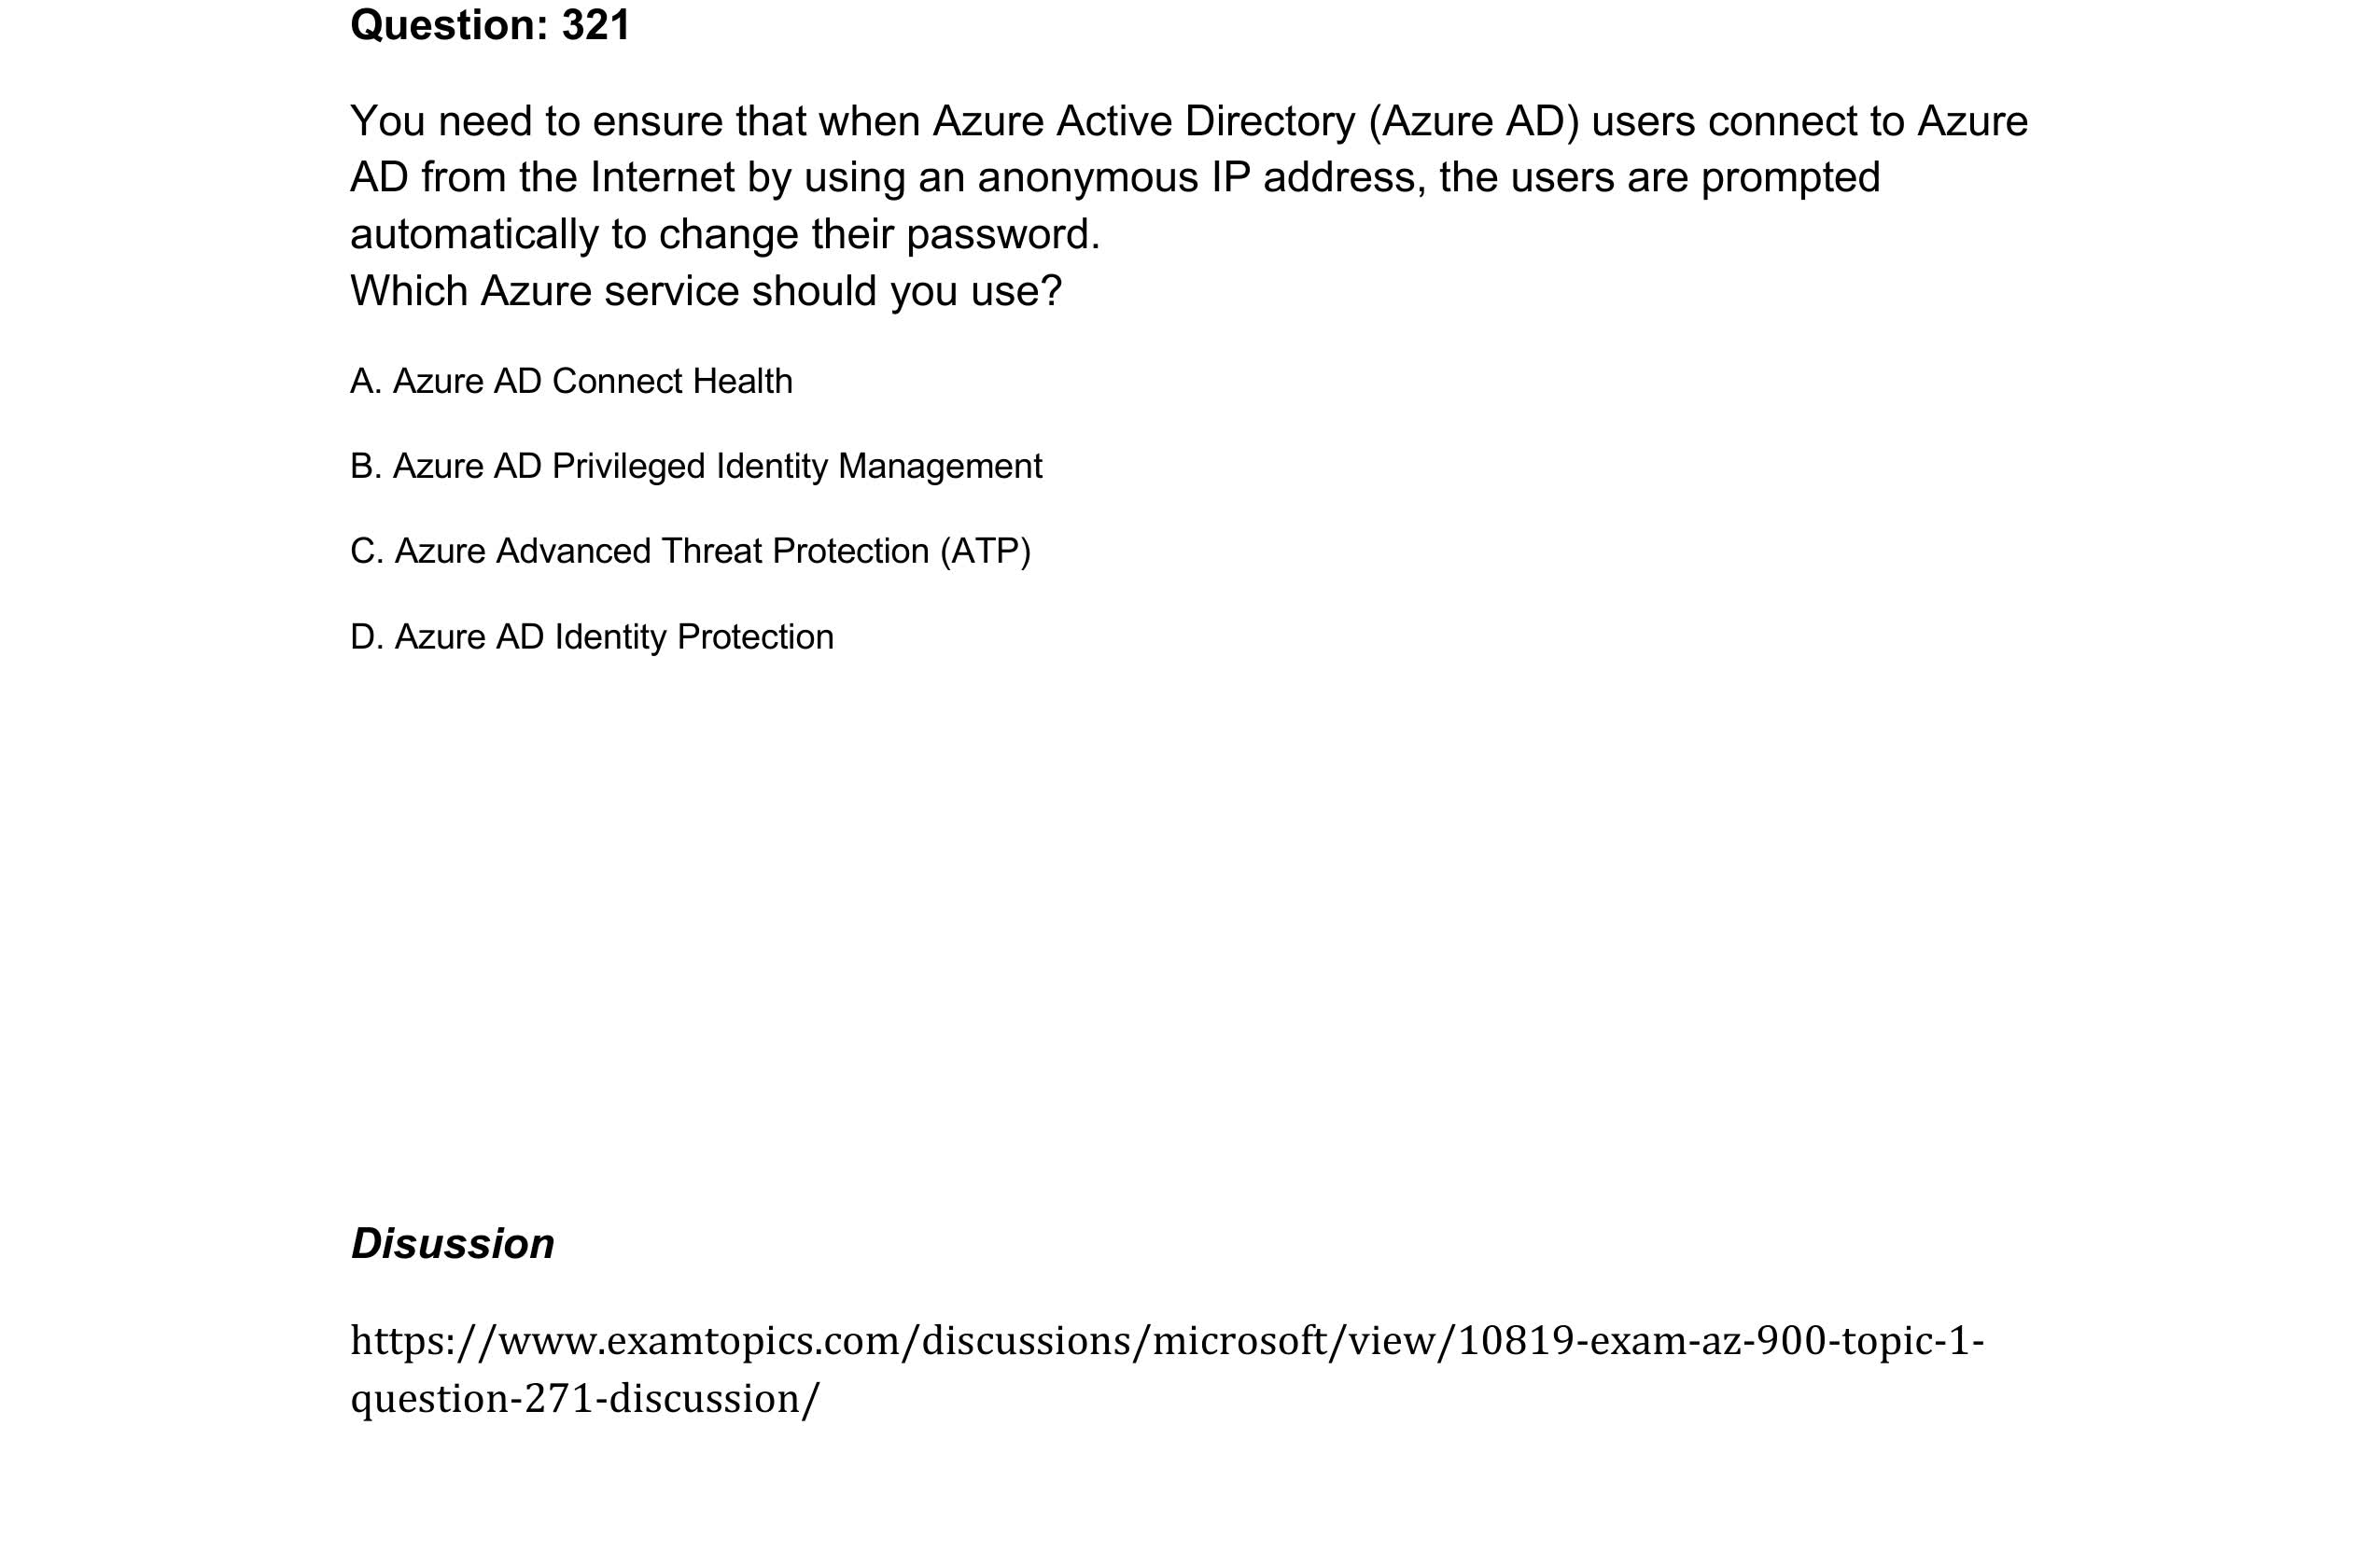 Question: 321
You need to ensure that when Azure Active Directory (Azure AD) users connect to Azure
AD from the Internet by using an anonymous IP address, the users are prompted
automatically to change their password.
Which Azure service should you use?
A. Azure AD Connect Health
B. Azure AD Privileged Identity Management
C. Azure Advanced Threat Protection (ATP)
D. Azure AD Identity Protection
Disussion
https://www.examtopics.com/discussions/microsoft/view/10819-exam-az-900-topic-1-
question-271-discussion/